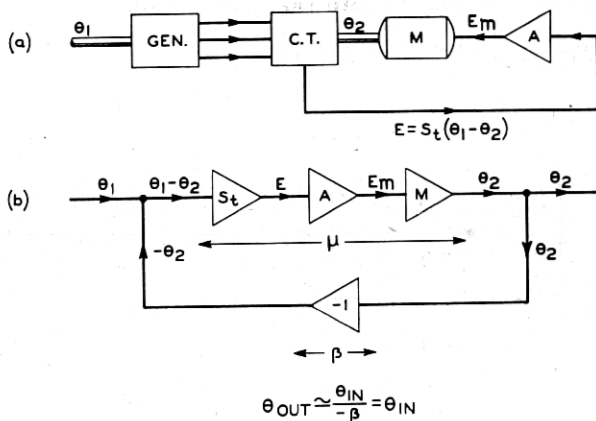 (a)
θ1
GEN.
C.T.
θ2
M
Em
A
E=St(θ1-θ2)
(b)
θ1
θ1-θ2
St
E
A
Em
M
θ2
θ2
μ
-θ2
θ2
-1
β
θOUT ≃ θIN/-β = θIN